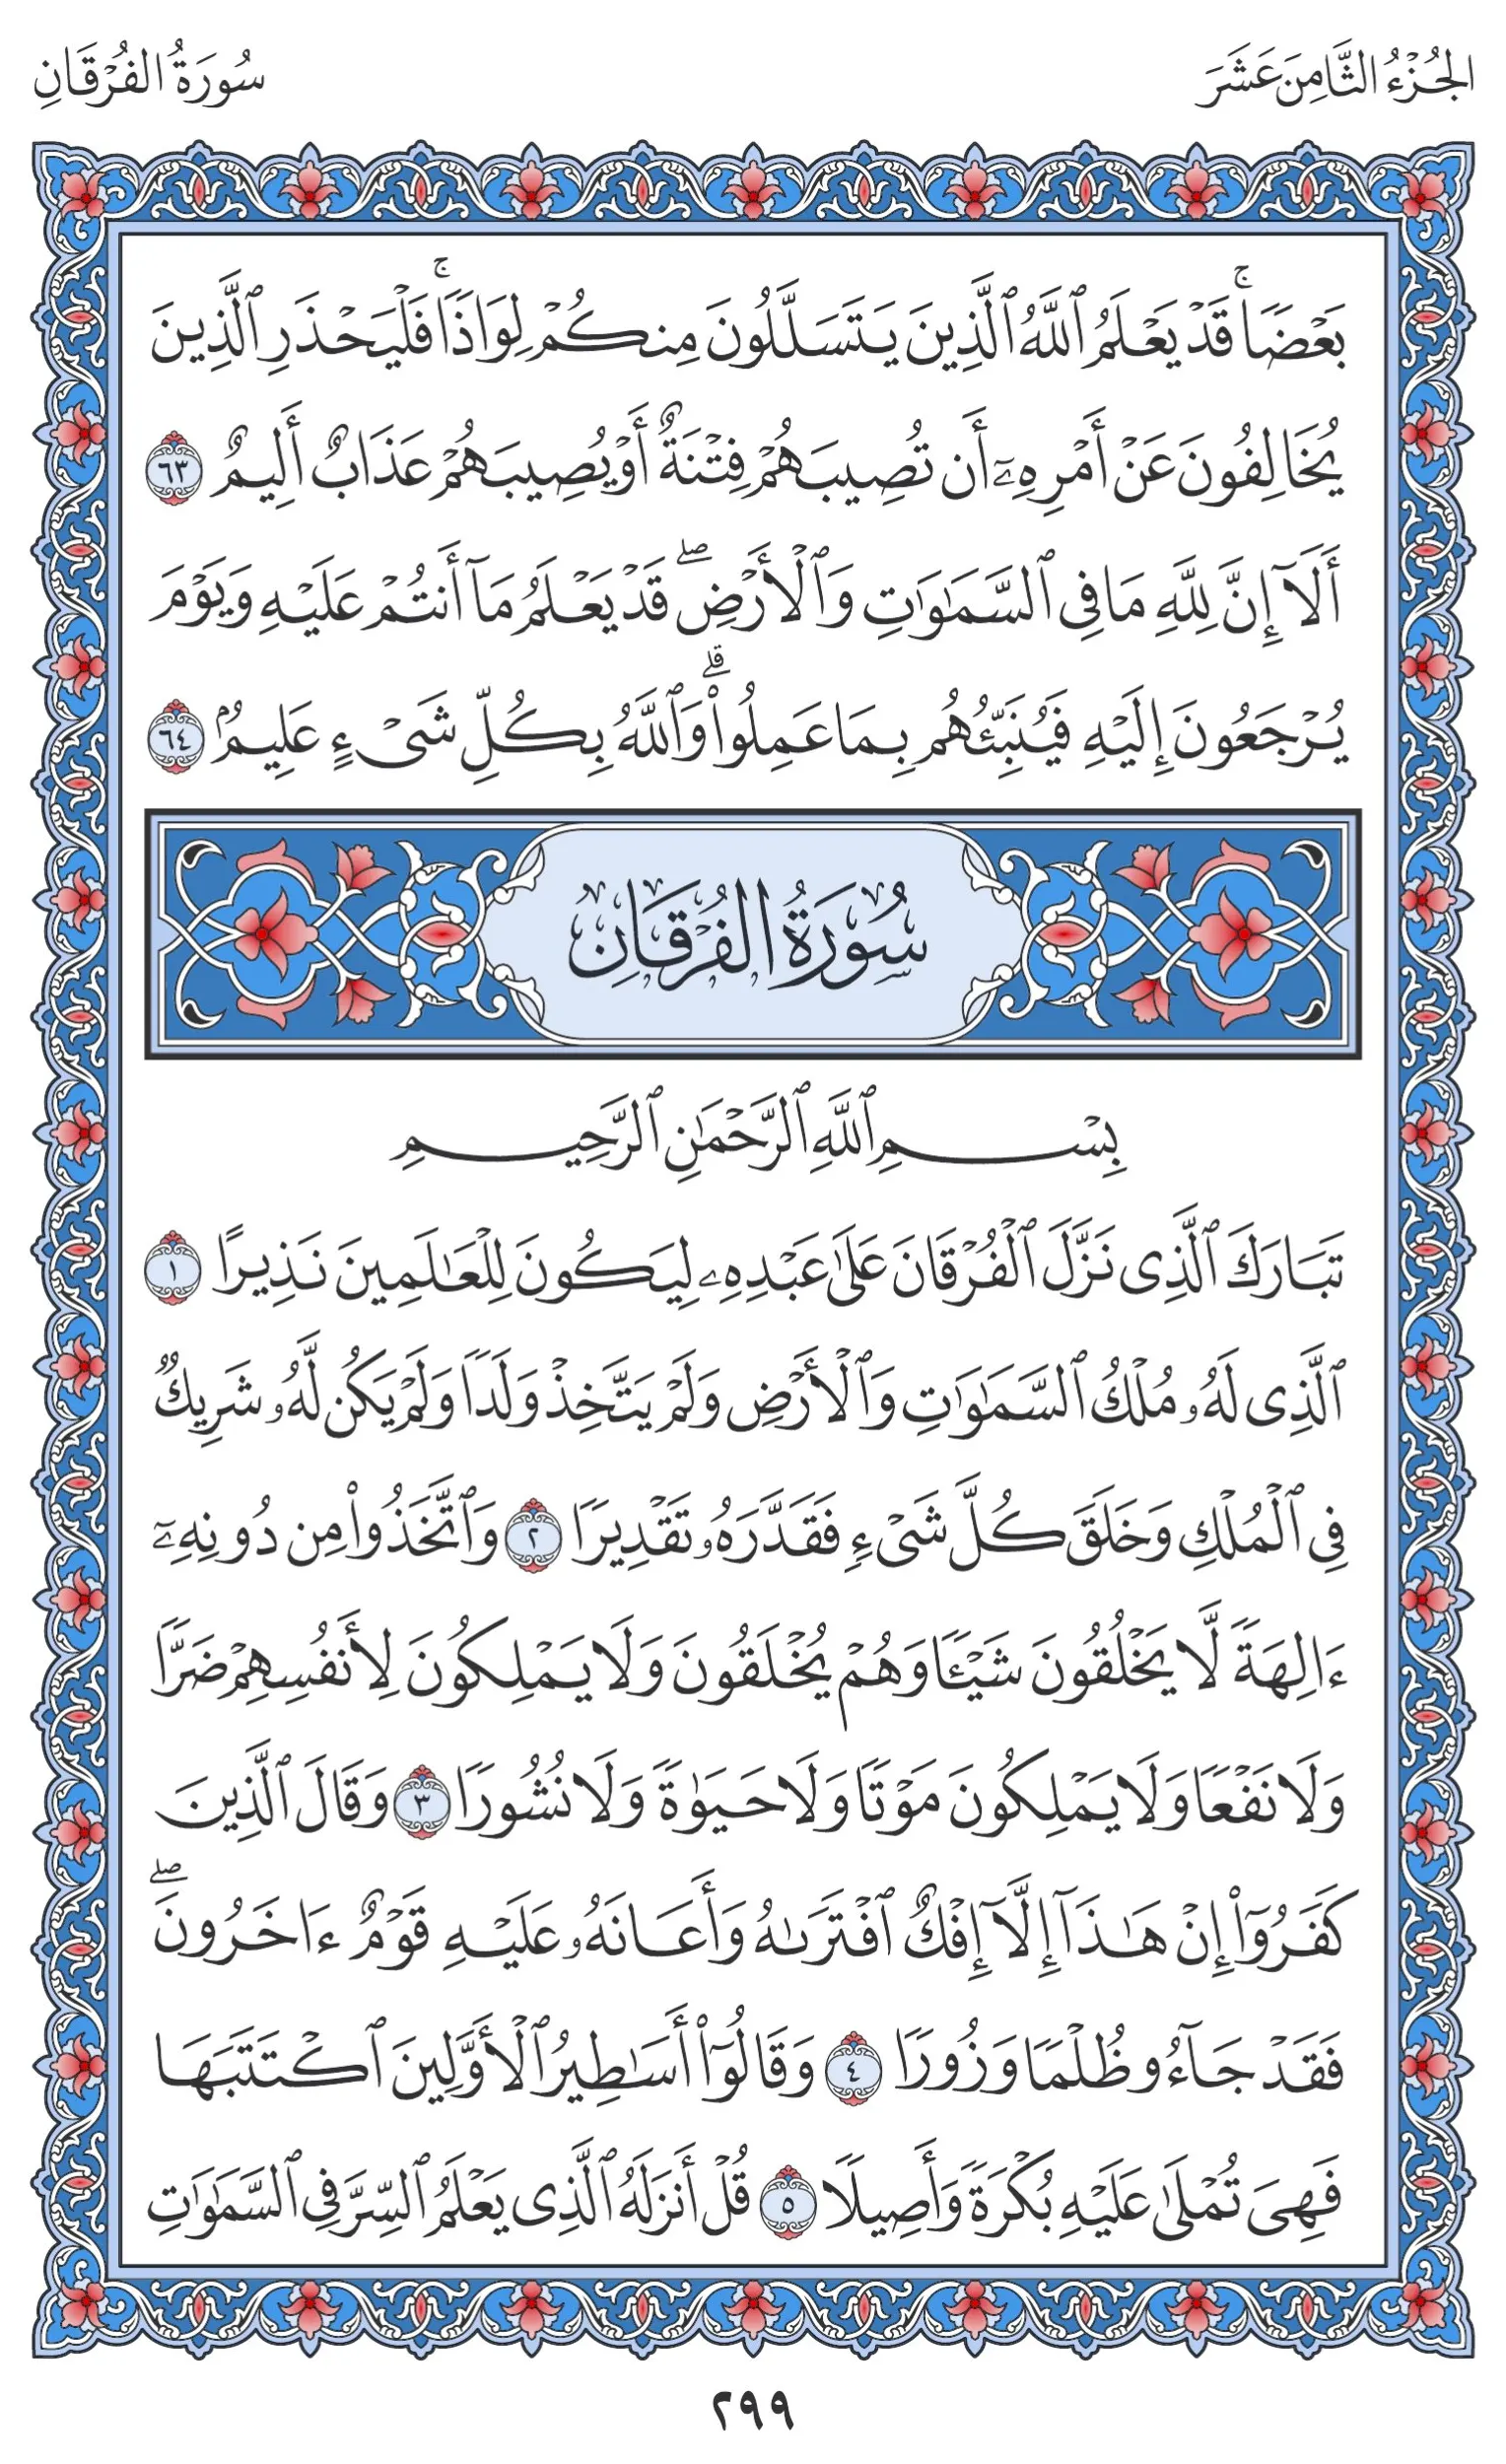 الجُزْءُ الثَّامِنَ عَشَرَ
سُورَةُ الفُرْقَانِ
بَعْضًاۚ قَدْ يَعْلَمُ ٱللَّهُ ٱلَّذِينَ يَتَسَلَّلُونَ مِنكُمْ لِوَاذًاۚ فَلْيَحْذَرِ ٱلَّذِينَ
يُخَالِفُونَ عَنْ أَمْرِهِۦٓ أَن تُصِيبَهُمْ فِتْنَةٌ أَوْ يُصِيبَهُمْ عَذَابٌ أَلِيمٌ ٦٣
أَلَآ إِنَّ لِلَّهِ مَا فِى ٱلسَّمَٰوَٰتِ وَٱلْأَرْضِۖ قَدْ يَعْلَمُ مَآ أَنتُمْ عَلَيْهِ وَيَوْمَ
يُرْجَعُونَ إِلَيْهِ فَيُنَبِّئُهُم بِمَا عَمِلُوا۟ۗ وَٱللَّهُ بِكُلِّ شَىْءٍ عَلِيمٌۢ ٦٤
سُورَةُ الفُرْقَانِ
بِسْمِ ٱللَّهِ ٱلرَّحْمَٰنِ ٱلرَّحِيمِ
تَبَارَكَ ٱلَّذِى نَزَّلَ ٱلْفُرْقَانَ عَلَىٰ عَبْدِهِۦ لِيَكُونَ لِلْعَٰلَمِينَ نَذِيرًا ١
ٱلَّذِى لَهُۥ مُلْكُ ٱلسَّمَٰوَٰتِ وَٱلْأَرْضِ وَلَمْ يَتَّخِذْ وَلَدًا وَلَمْ يَكُن لَّهُۥ شَرِيكٌ
فِى ٱلْمُلْكِ وَخَلَقَ كُلَّ شَىْءٍ فَقَدَّرَهُۥ تَقْدِيرًا ٢ وَٱتَّخَذُوا۟ مِن دُونِهِۦٓ
ءَالِهَةً لَّا يَخْلُقُونَ شَيْـًٔا وَهُمْ يُخْلَقُونَ وَلَا يَمْلِكُونَ لِأَنفُسِهِمْ ضَرًّا
وَلَا نَفْعًا وَلَا يَمْلِكُونَ مَوْتًا وَلَا حَيَوٰةً وَلَا نُشُورًا ٣ وَقَالَ ٱلَّذِينَ
كَفَرُوٓا۟ إِنْ هَٰذَآ إِلَّآ إِفْكٌ ٱفْتَرَىٰهُ وَأَعَانَهُۥ عَلَيْهِ قَوْمٌ ءَاخَرُونَۖ
فَقَدْ جَآءُو ظُلْمًا وَزُورًا ٤ وَقَالُوٓا۟ أَسَٰطِيرُ ٱلْأَوَّلِينَ ٱكْتَتَبَهَا
فَهِىَ تُمْلَىٰ عَلَيْهِ بُكْرَةً وَأَصِيلًا ٥ قُلْ أَنزَلَهُ ٱلَّذِى يَعْلَمُ ٱلسِّرَّ فِى ٱلسَّمَٰوَٰتِ
٢٩٩